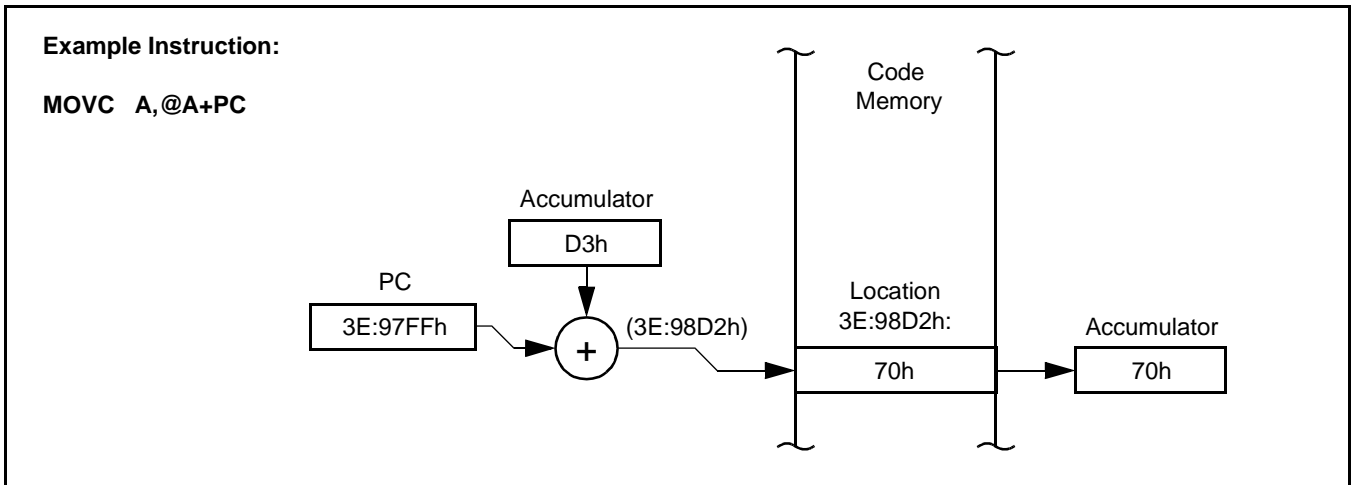 Example Instruction:
MOVC A,@A+PC
Code
Memory
Accumulator
D3h
PC
3E:97FFh
+
(3E:98D2h)
Location
3E:98D2h:
70h
Accumulator
70h